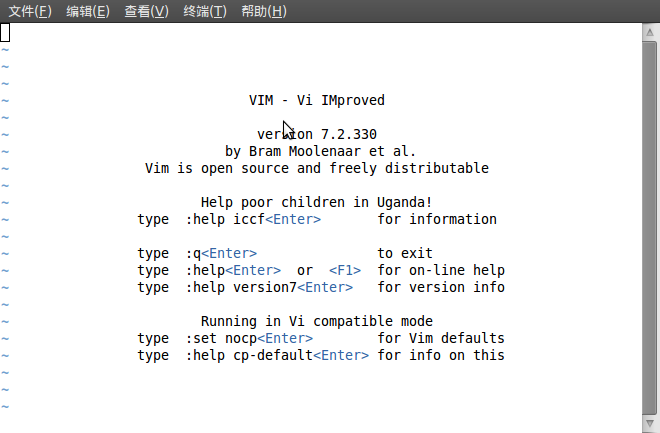 文件(F) 编辑(E) 查看(V) 终端(T) 帮助(H)
~
~
~
~
VIM - Vi IMproved
~
~ version 7.2.330
~ by Bram Moolenaar et al.
~ Vim is open source and freely distributable
~
~ Help poor children in Uganda!
~ type :help iccf<Enter> for information
~
~ type :q<Enter> to exit
~ type :help<Enter> or <F1> for on-line help
~ type :help version7<Enter> for version info
~
~ Running in Vi compatible mode
~ type :set nocp<Enter> for Vim defaults
~ type :help cp-default<Enter> for info on this
~
~
~